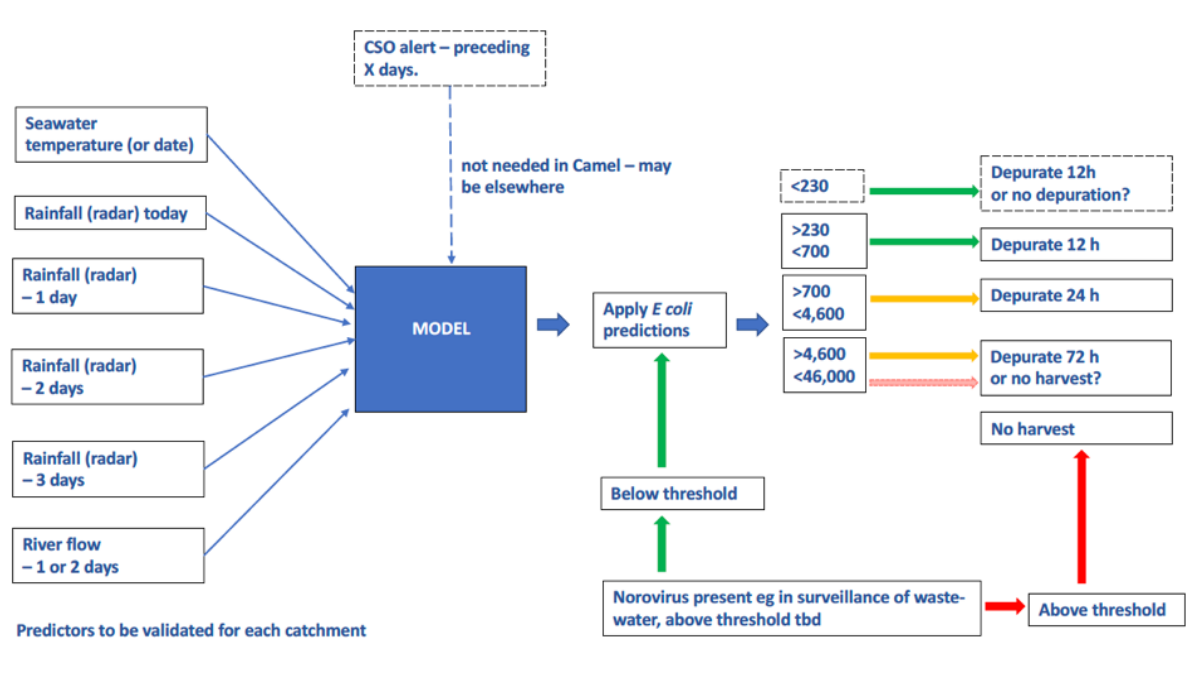 CSO alert – preceding
X days.
Seawater
temperature (or date)
Rainfall (radar) today
Rainfall (radar)
– 1 day
Rainfall (radar)
– 2 days
Rainfall (radar)
– 3 days
River flow
– 1 or 2 days
Predictors to be validated for each catchment
not needed in Camel – may
be elsewhere
MODEL
Apply E coli
predictions
Below threshold
Norovirus present eg in surveillance of waste-
water, above threshold tbd
Above threshold
<230
Depurate 12h
or no depuration?
>230
<700
Depurate 12 h
>700
<4,600
Depurate 24 h
>4,600
<46,000
Depurate 72 h
or no harvest?
No harvest